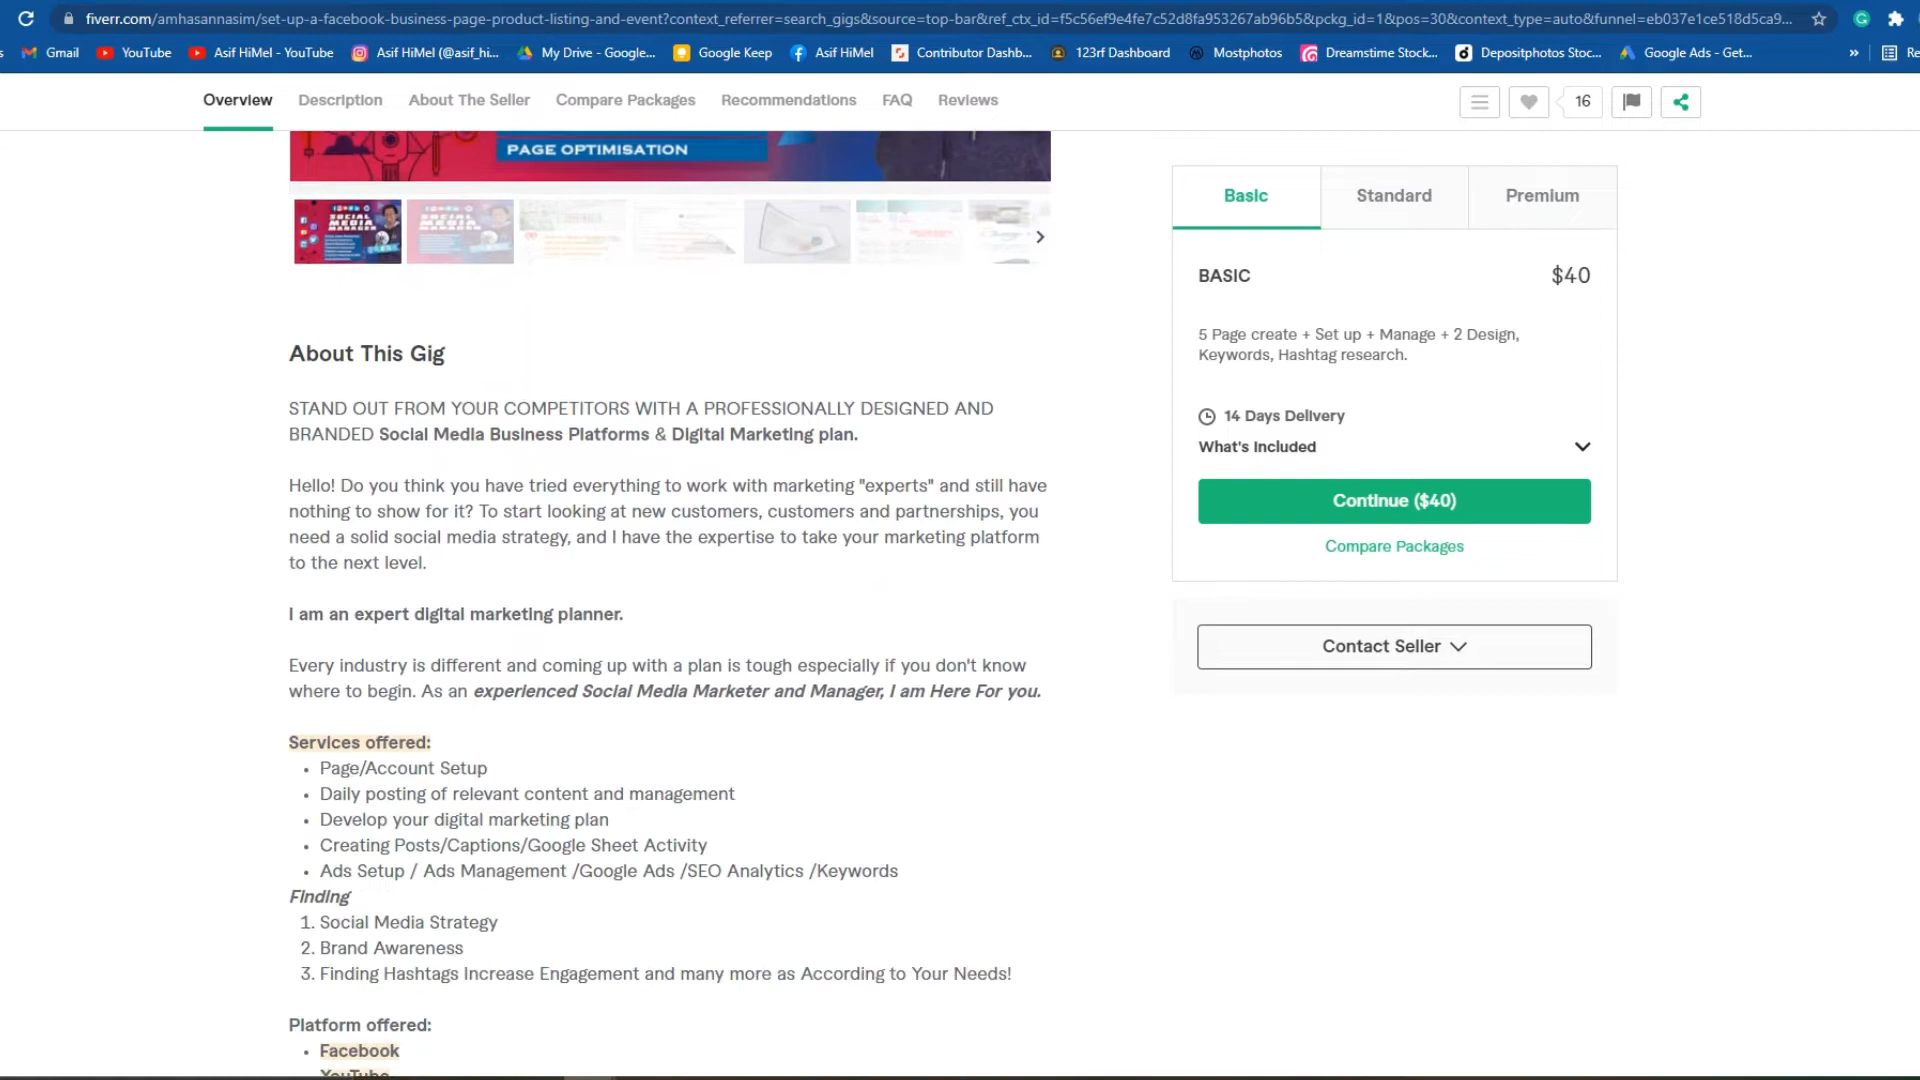 fiverr.com/amhasannasim/set-up-a-facebook-business-page-product-listing-and-event?context_referrer=search_gigs&source=top-bar&ref_ctx_id=f5c56ef9e4fe7c52d8fa953267ab96b5&pckg_id=1&pos=30&context_type=auto&funnel=eb037e1ce518d5ca9...
Gmail YouTube Asif HiMel - YouTube Asif HiMel (@asif_hi... My Drive - Google... Google Keep Asif HiMel Contributor Dashb... 123rf Dashboard Mostphotos Dreamstime Stock... Depositphotos Stoc... Google Ads - Get... » Re
Overview Description About The Seller Compare Packages Recommendations FAQ Reviews 16
PAGE OPTIMISATION
SOCIAL MEDIA MANAGER
Basic Standard Premium
BASIC $40
5 Page create + Set up + Manage + 2 Design,
Keywords, Hashtag research.
14 Days Delivery
What's Included
Continue ($40)
Compare Packages
Contact Seller
About This Gig
STAND OUT FROM YOUR COMPETITORS WITH A PROFESSIONALLY DESIGNED AND
BRANDED Social Media Business Platforms & Digital Marketing plan.
Hello! Do you think you have tried everything to work with marketing "experts" and still have
nothing to show for it? To start looking at new customers, customers and partnerships, you
need a solid social media strategy, and I have the expertise to take your marketing platform
to the next level.
I am an expert digital marketing planner.
Every industry is different and coming up with a plan is tough especially if you don't know
where to begin. As an experienced Social Media Marketer and Manager, I am Here For you.
Services offered:
• Page/Account Setup
• Daily posting of relevant content and management
• Develop your digital marketing plan
• Creating Posts/Captions/Google Sheet Activity
• Ads Setup / Ads Management /Google Ads /SEO Analytics /Keywords
Finding
1. Social Media Strategy
2. Brand Awareness
3. Finding Hashtags Increase Engagement and many more as According to Your Needs!
Platform offered:
• Facebook
YouTube